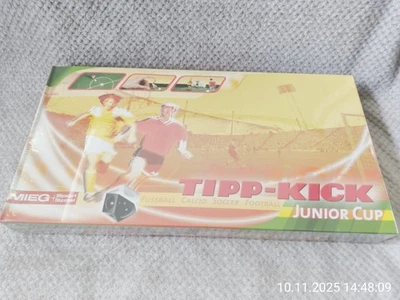 TIPP-KICK
FUSSBALL CALCIO SOCCER FOOTBALL
JUNIOR CUP
MIEG
10.11.2025 14:48:09